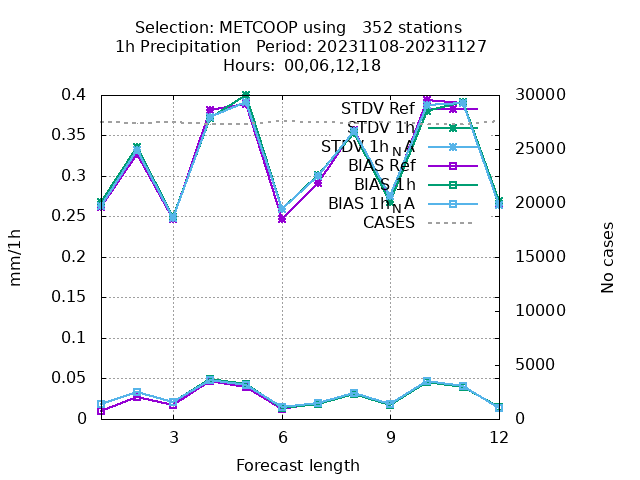 Selection: METCOOP using   352 stations
1h Precipitation   Period: 20231108-20231127
Hours: 00,06,12,18
0.4
0.35
0.3
0.25
0.2
0.15
0.1
0.05
0
mm/1h
STDV Ref
STDV 1h
STDV 1h_NA
BIAS Ref
BIAS 1h
BIAS 1h_NA
CASES
30000
25000
20000
15000
10000
5000
0
No cases
3 6 9 12
Forecast length